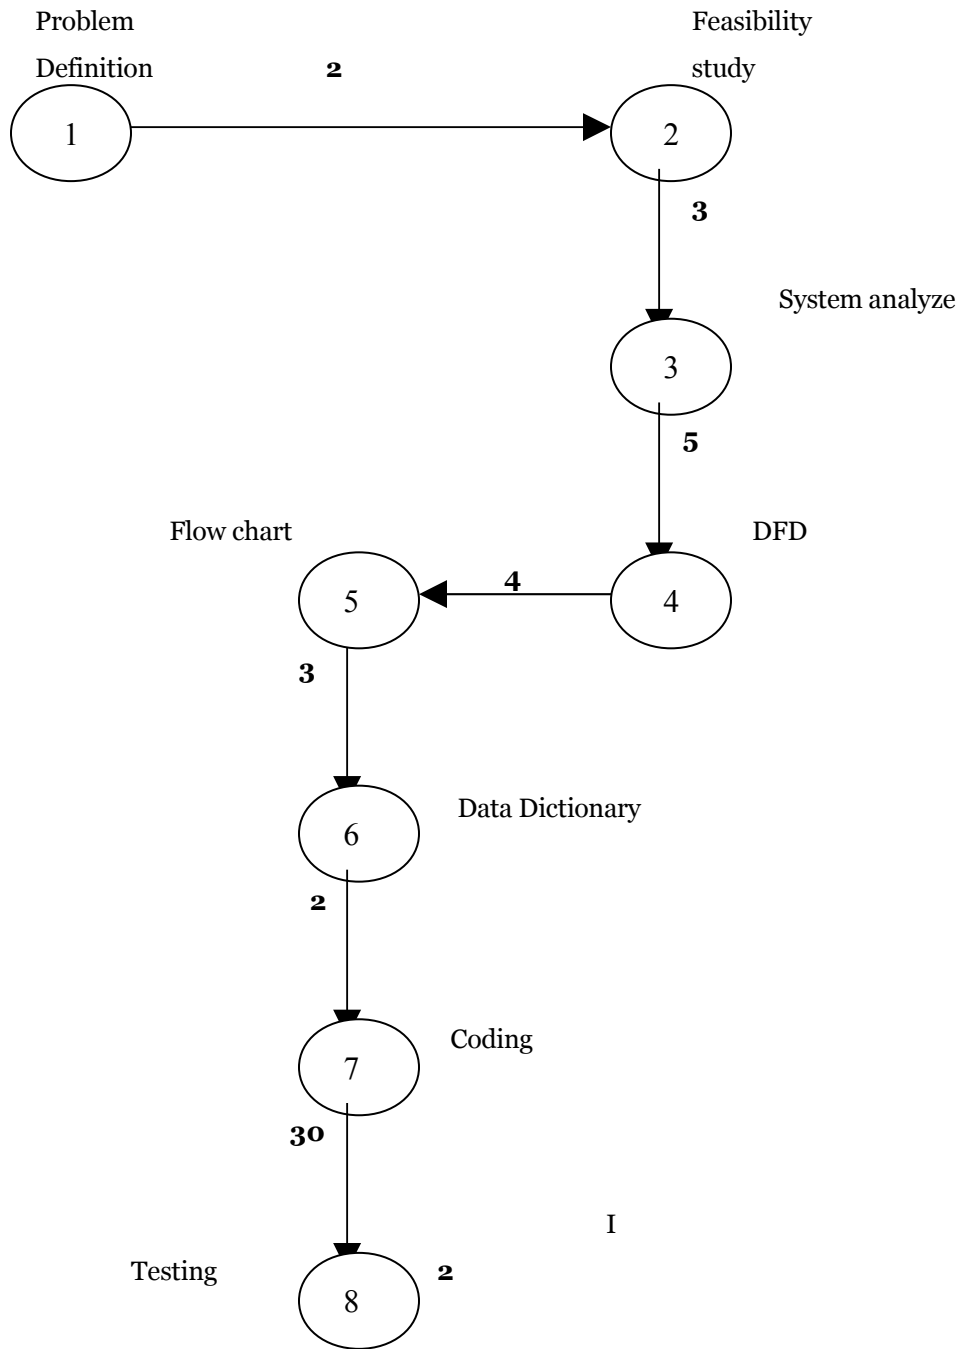 Problem
Definition
2
Feasibility
study
1
2
3
System analyze
3
5
Flow chart
DFD
4
5
4
3
Data Dictionary
6
2
Coding
7
30
I
Testing
2
8